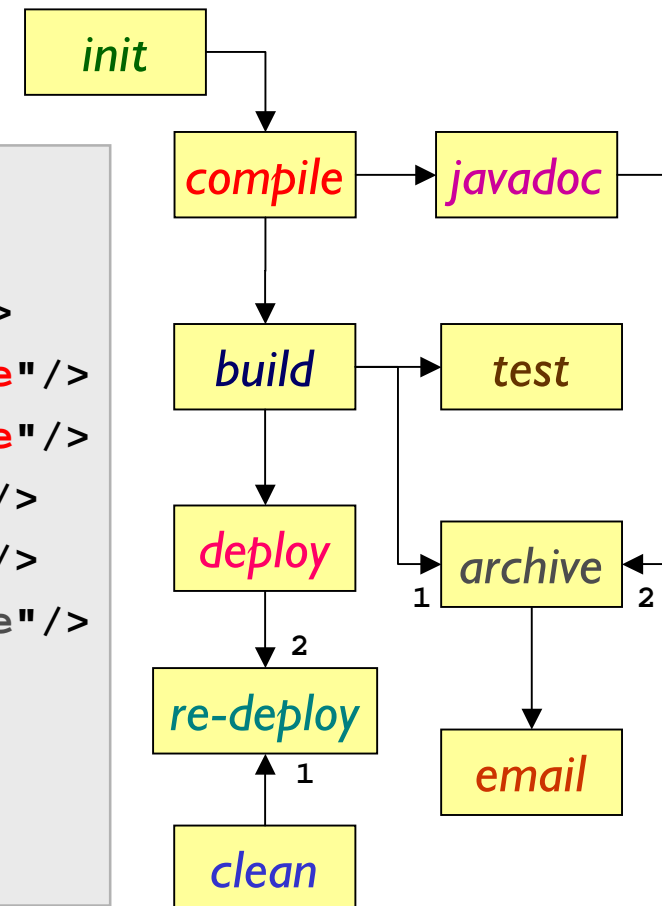 init
compile
javadoc
>
e"/>
build
test
e"/>
/>
deploy
/>
archive
1
2
e"/>
2
re-deploy
1
email
clean